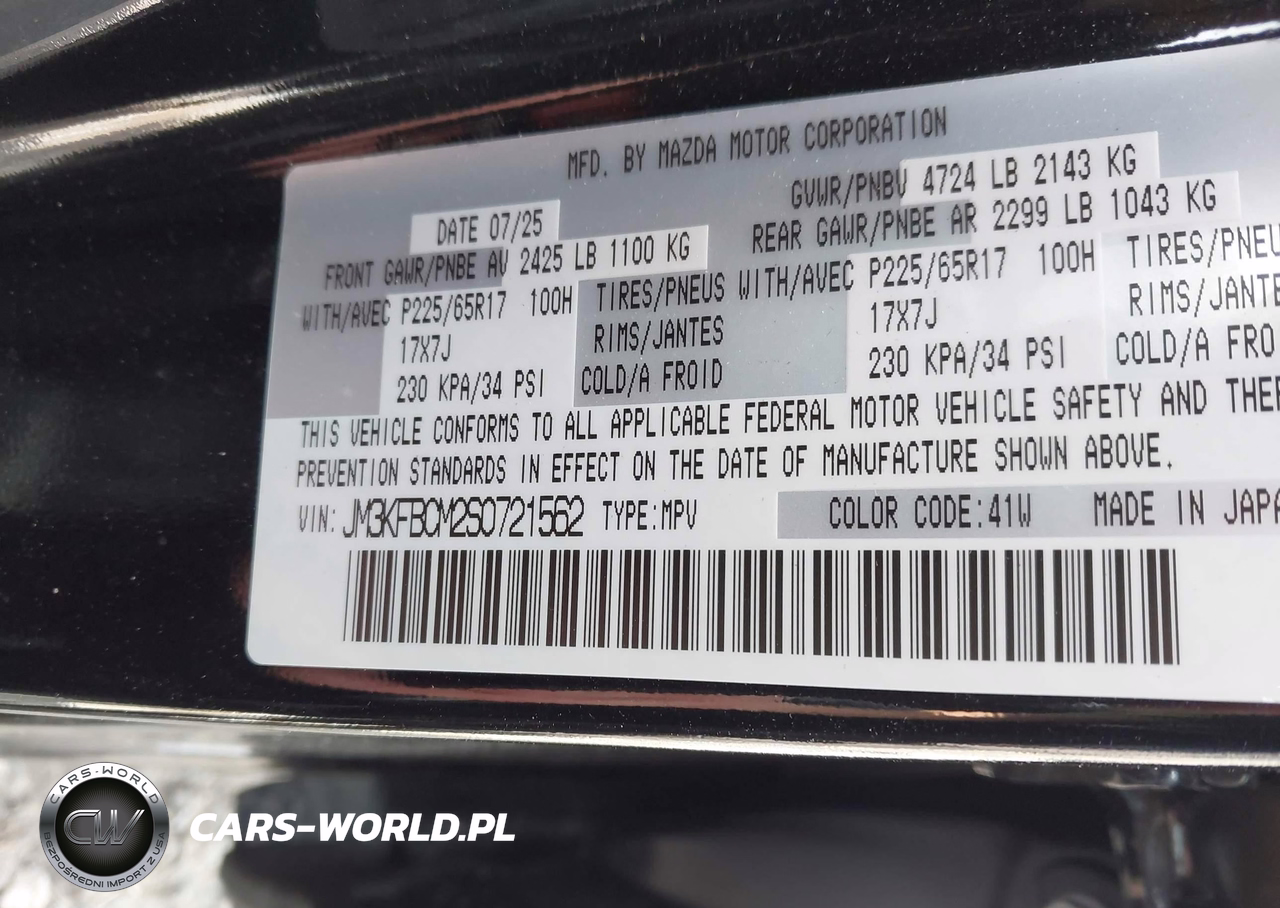 MFD. BY MAZDA MOTOR CORPORATION
DATE 07/25
GVWR/PNBV 4724 LB 2143 KG
FRONT GAWR/PNBE AV 2425 LB 1100 KG
REAR GAWR/PNBE AR 2299 LB 1043 KG
WITH/AVEC P225/65R17 100H TIRES/PNEUS WITH/AVEC P225/65R17 100H TIRES/PNEU
17X7J RIMS/JANTES 17X7J RIMS/JANTE
230 KPA/34 PSI COLD/A FROID 230 KPA/34 PSI COLD/A FRO
THIS VEHICLE CONFORMS TO ALL APPLICABLE FEDERAL MOTOR VEHICLE SAFETY AND THEF
PREVENTION STANDARDS IN EFFECT ON THE DATE OF MANUFACTURE SHOWN ABOVE.
VIN: JM3KFBCM2S0721562 TYPE:MPV COLOR CODE:41W MADE IN JAPA
CARS-WORLD
CW
BEZPOŚREDNI IMPORT Z USA
CARS-WORLD.PL